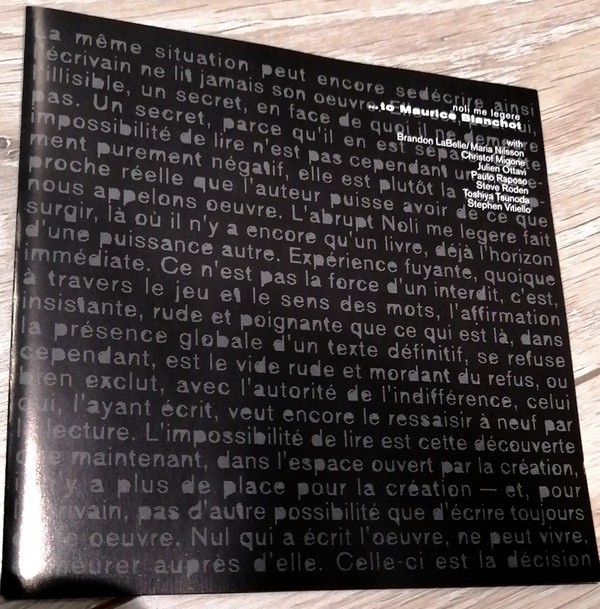 La même situation peut encore sedécrire ainsi
l'écrivain ne lit jamais son oeuvre
l'illisible, un secret, en face de quoi il ne demeure
pas. Un secret, parce qu'il en est
impossibilité de lire n'est pas cependant un
ment purement négatif, elle est plutôt la
proche réelle que l'auteur puisse avoir de ce que
nous appelons oeuvre. L'abrupt Noli me legere fait
surgir, là où il n'y a encore qu'un livre, déjà l'horizon
d'une puissance autre. Expérience fuyante, quoique
immédiate. Ce n'est pas la force d'un interdit, c'est,
à travers le jeu et le sens des mots, l'affirmation
insistante, rude et poignante que ce qui est là, dans
la présence globale d'un texte définitif, se refuse
cependant, est le vide rude et mordant du refus, ou
bien exclut, avec l'autorité de l'indifférence, celui
qui, l'ayant écrit, veut encore le ressaisir à neuf par
lecture. L'impossibilité de lire est cette découverte
que maintenant, dans l'espace ouvert par la création,
y a plus de place pour la création — et, pour
pas d'autre possibilité que d'écrire toujours
oeuvre. Nul qui a écrit l'oeuvre, ne peut vivre,
auprès d'elle. Celle-ci est la décision
noli me legere
...to Maurice Blanchot
with
Brandon LaBelle/Maria Nilsson
Christof Migone
Julien Ottavi
Paulo Raposo
Steve Roden
Toshiya Tsunoda
Stephen Vitiello